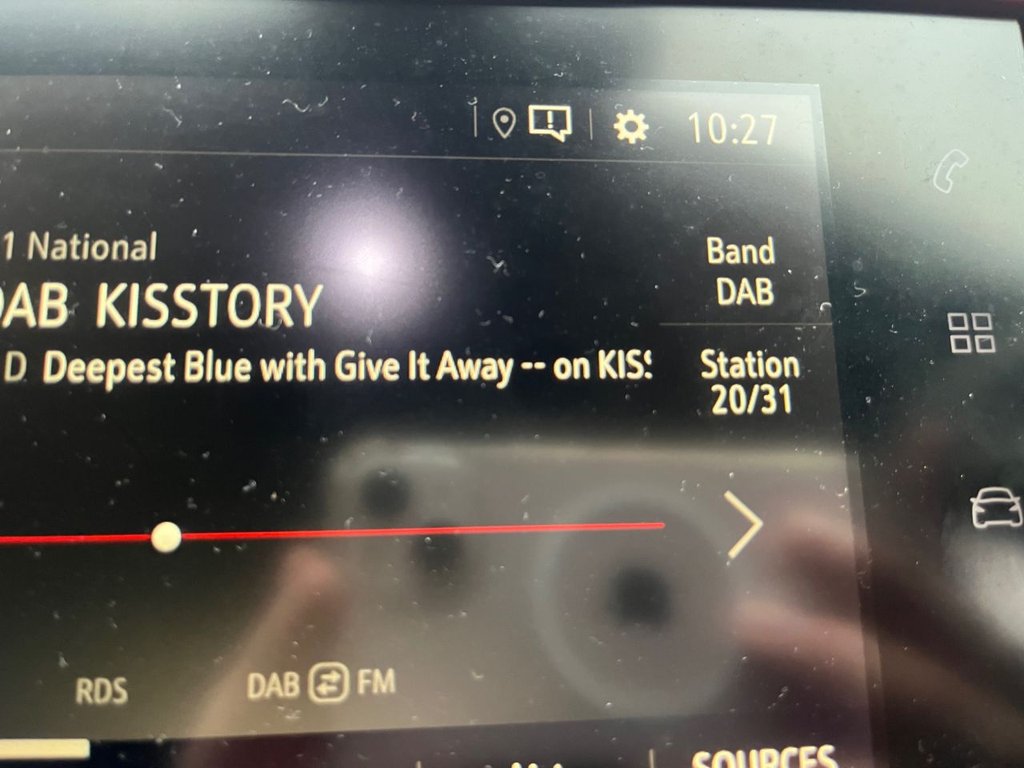 10:27
1 National
Band
DAB KISSTORY
DAB
D Deepest Blue with Give It Away -- on KISS
Station
20/31
RDS
DAB FM
SOURCES